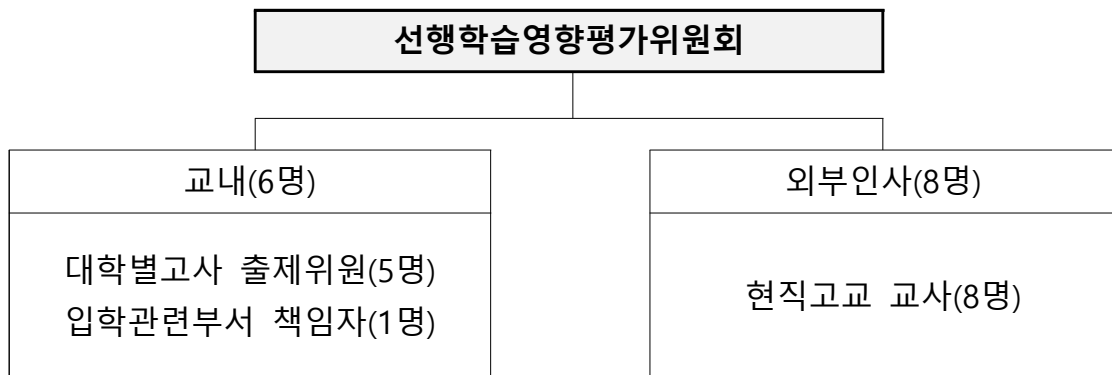 선행학습영향평가위원회
교내(6명)
대학별고사 출제위원(5명)
입학관련부서 책임자(1명)
외부인사(8명)
현직고교 교사(8명)